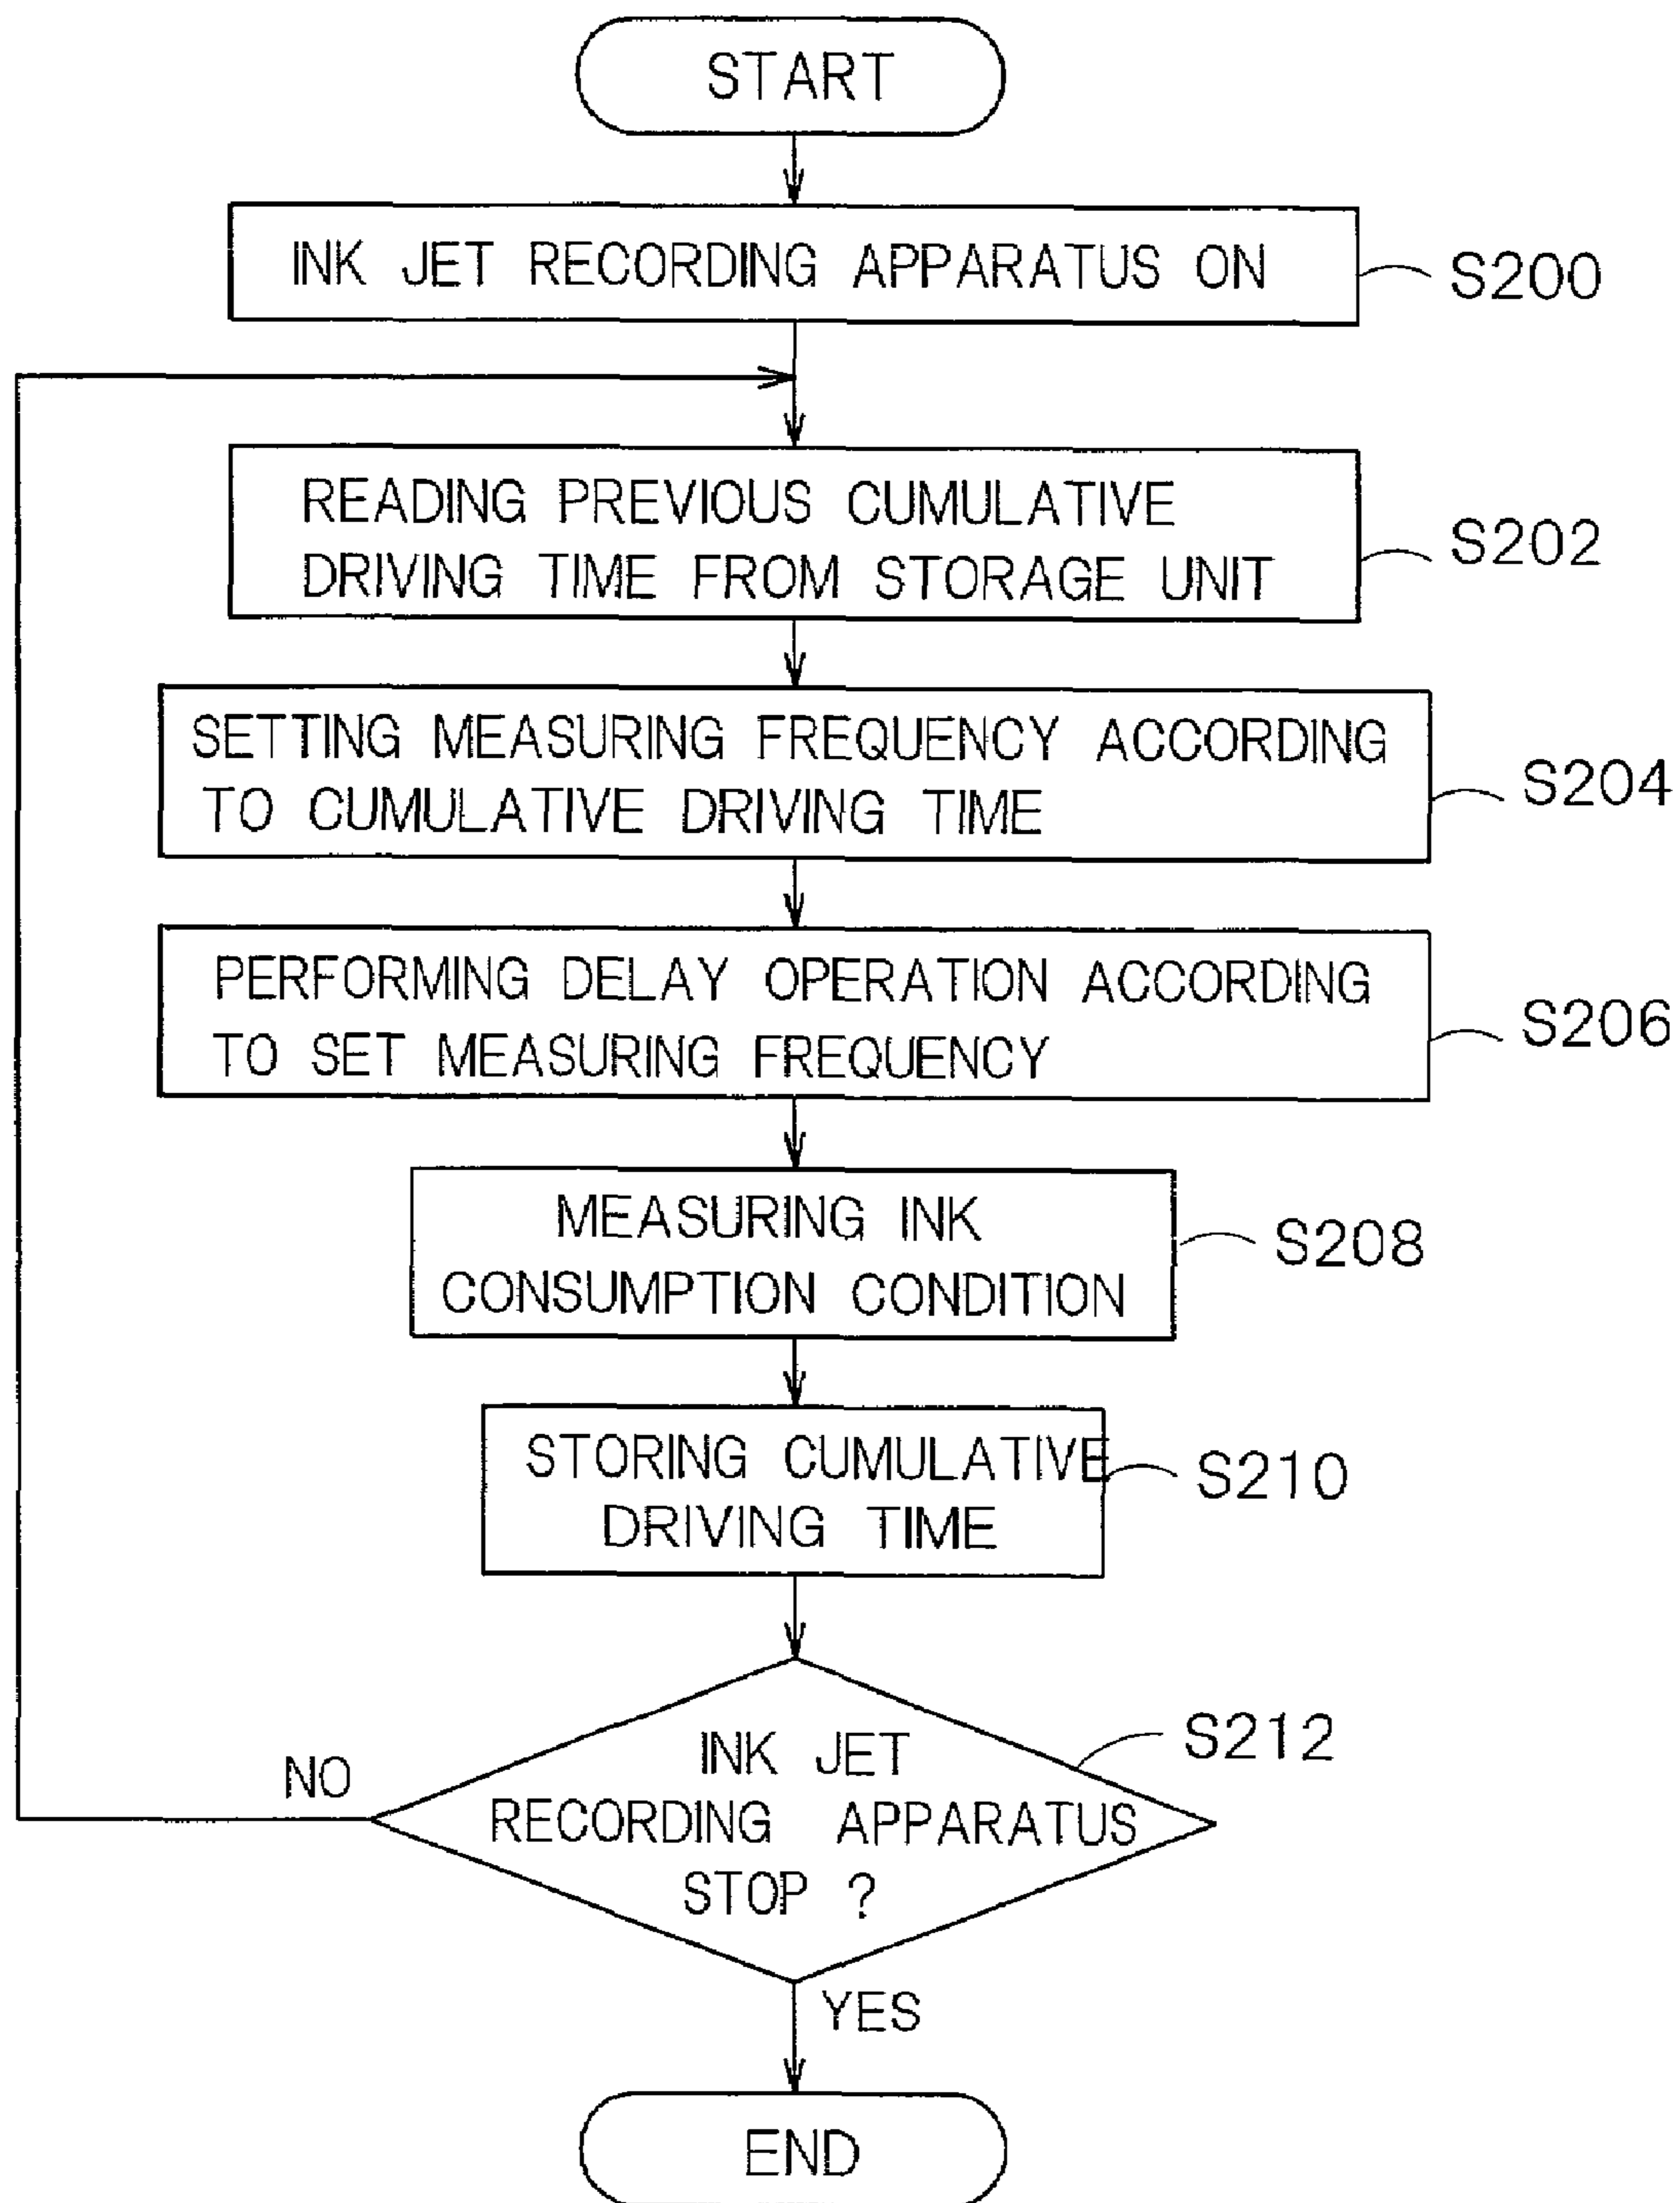 START
INK JET RECORDING APPARATUS ON
S200
READING PREVIOUS CUMULATIVE
DRIVING TIME FROM STORAGE UNIT
S202
SETTING MEASURING FREQUENCY ACCORDING
TO CUMULATIVE DRIVING TIME
S204
PERFORMING DELAY OPERATION ACCORDING
TO SET MEASURING FREQUENCY
S206
MEASURING INK
CONSUMPTION CONDITION
S208
STORING CUMULATIVE
DRIVING TIME
S210
INK JET
RECORDING APPARATUS
STOP ?
S212
NO
YES
END